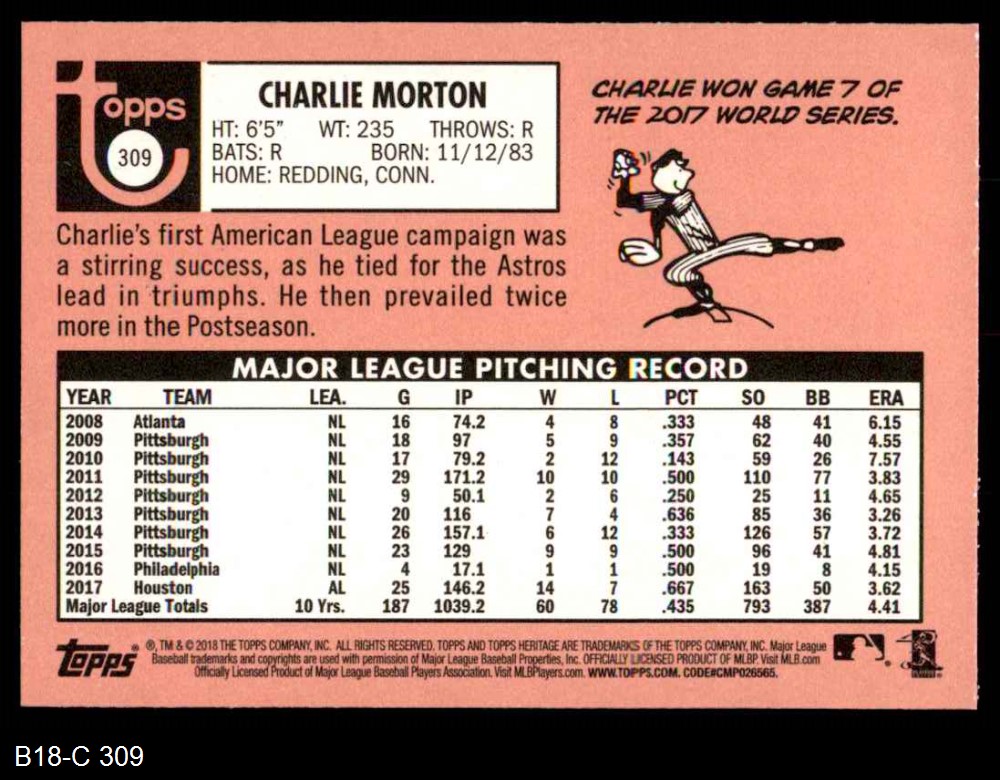 Topps
309
CHARLIE MORTON
HT: 6'5" WT: 235 THROWS: R
BATS: R BORN: 11/12/83
HOME: REDDING, CONN.
CHARLIE WON GAME 7 OF
THE 2017 WORLD SERIES.
Charlie's first American League campaign was
a stirring success, as he tied for the Astros
lead in triumphs. He then prevailed twice
more in the Postseason.
MAJOR LEAGUE PITCHING RECORD
YEAR TEAM LEA. G IP W L PCT SO BB ERA
2008 Atlanta NL 16 74.2 4 8 .333 48 41 6.15
2009 Pittsburgh NL 18 97 5 9 .357 62 40 4.55
2010 Pittsburgh NL 17 79.2 2 12 .143 59 26 7.57
2011 Pittsburgh NL 29 171.2 10 10 .500 110 77 3.83
2012 Pittsburgh NL 9 50.1 2 6 .250 25 11 4.65
2013 Pittsburgh NL 20 116 7 4 .636 85 36 3.26
2014 Pittsburgh NL 26 157.1 6 12 .333 126 57 3.72
2015 Pittsburgh NL 23 129 9 9 .500 96 41 4.81
2016 Philadelphia NL 4 17.1 1 1 .500 19 8 4.15
2017 Houston AL 25 146.2 14 7 .667 163 50 3.62
Major League Totals 10 Yrs. 187 1039.2 60 78 .435 793 387 4.41
Topps ® ®, TM & © 2018 THE TOPPS COMPANY, INC. ALL RIGHTS RESERVED. TOPPS AND TOPPS HERITAGE ARE TRADEMARKS OF THE TOPPS COMPANY, INC. Major League
Baseball trademarks and copyrights are used with permission of Major League Baseball Properties, Inc. OFFICIALLY LICENSED PRODUCT OF MLBP. Visit MLB.com
Officially Licensed Product of Major League Baseball Players Association. Visit MLBPlayers.com. WWW.TOPPS.COM. CODE#CMP026565.
B18-C 309